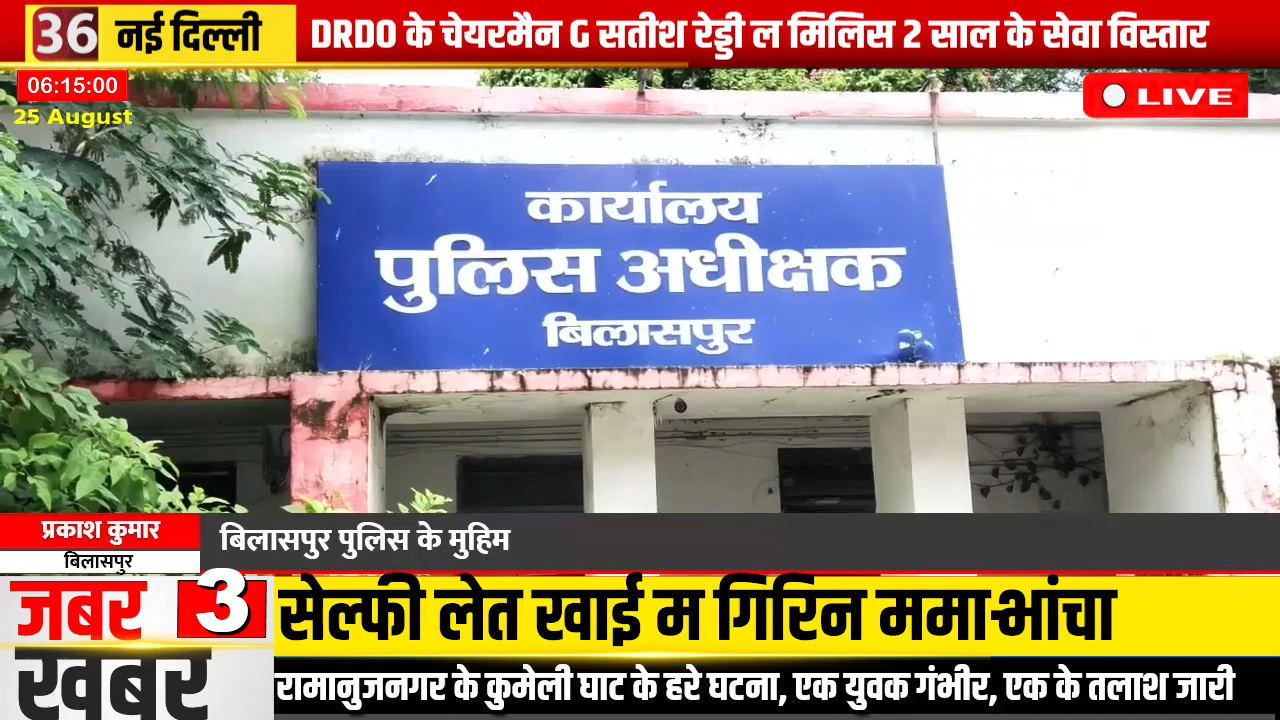 36 नई दिल्ली
DRDO के चेयरमैन G सतीश रेड्डी ल मिलिस 2 साल के सेवा विस्तार
06:15:00
25 August
LIVE
कार्यालय
पुलिस अधीक्षक
बिलासपुर
प्रकाश कुमार
बिलासपुर
बिलासपुर पुलिस के मुहिम
जबर 3
खबर
सेल्फी लेत खाई म गिरिन ममा-भांचा
रामानुजनगर के कुमेली घाट के हरे घटना, एक युवक गंभीर, एक के तलाश जारी